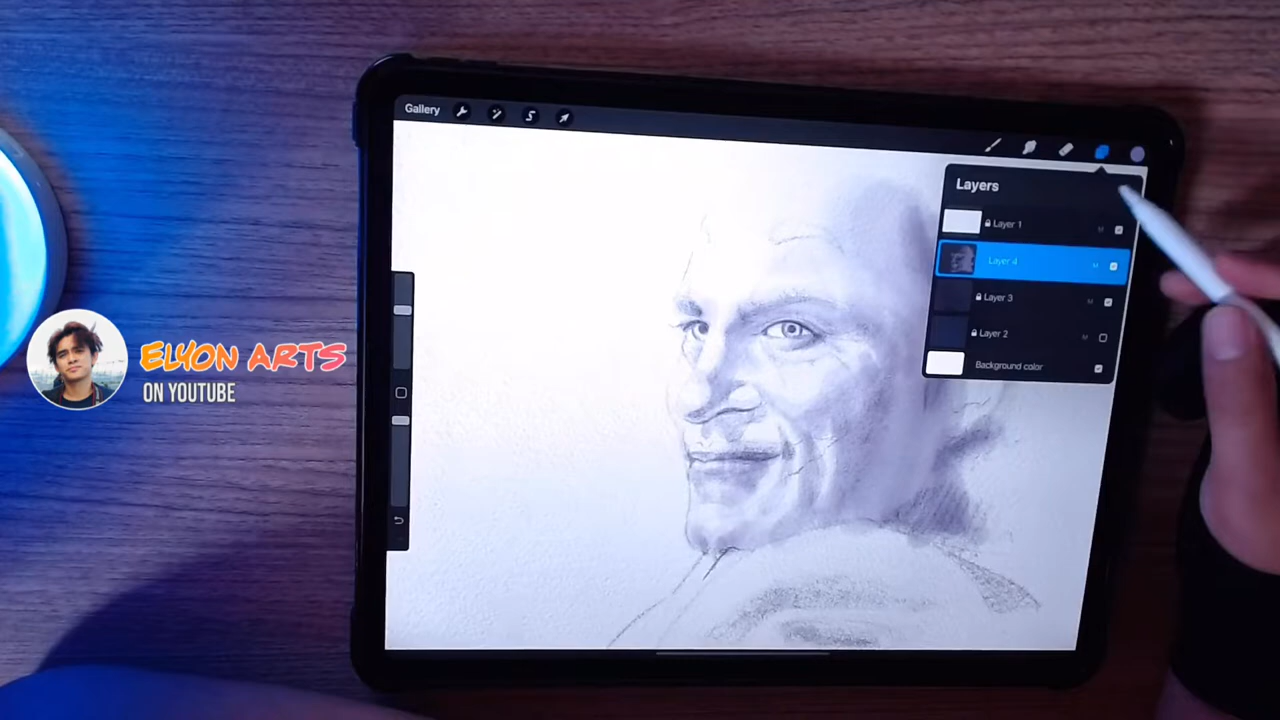 Gallery
Layers
Layer 1
M
Layer 4
M
Layer 3
M
Layer 2
M
Background color
ELYON ARTS
ON YOUTUBE